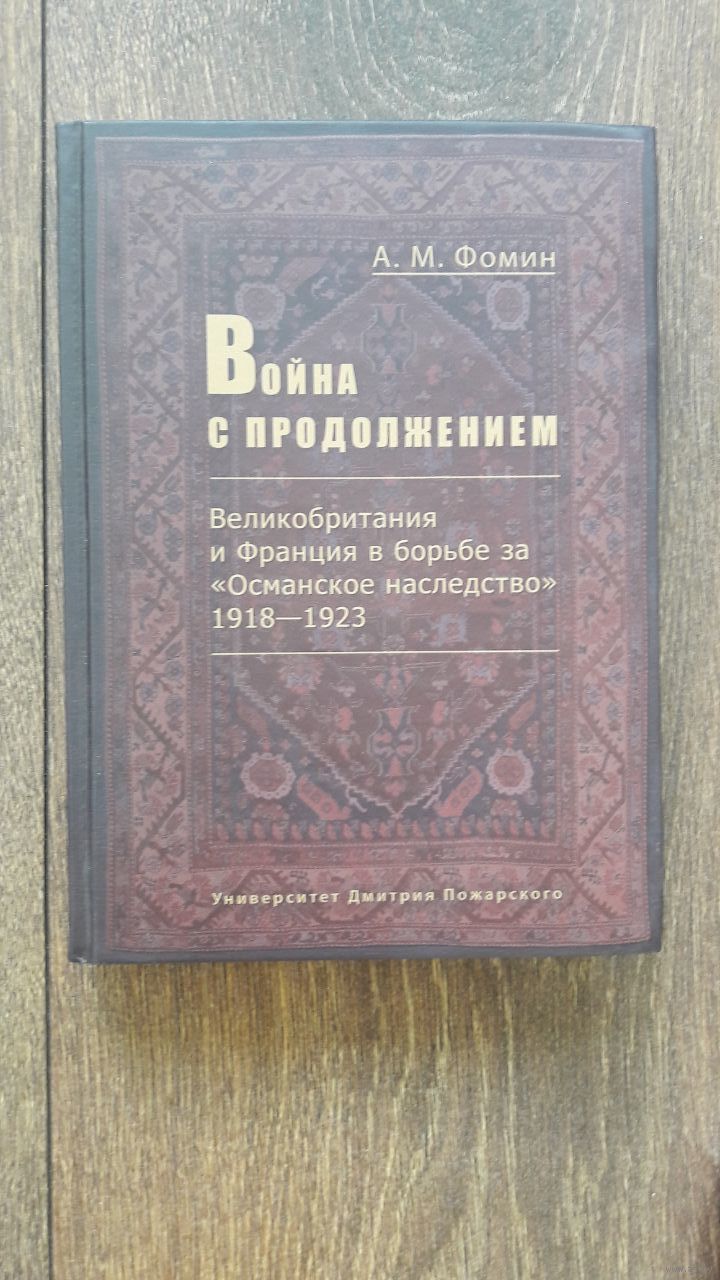 А. М. Фомин
Война
с продолжением
Великобритания
и Франция в борьбе за
«Османское наследство»
1918—1923
Университет Дмитрия Пожарского